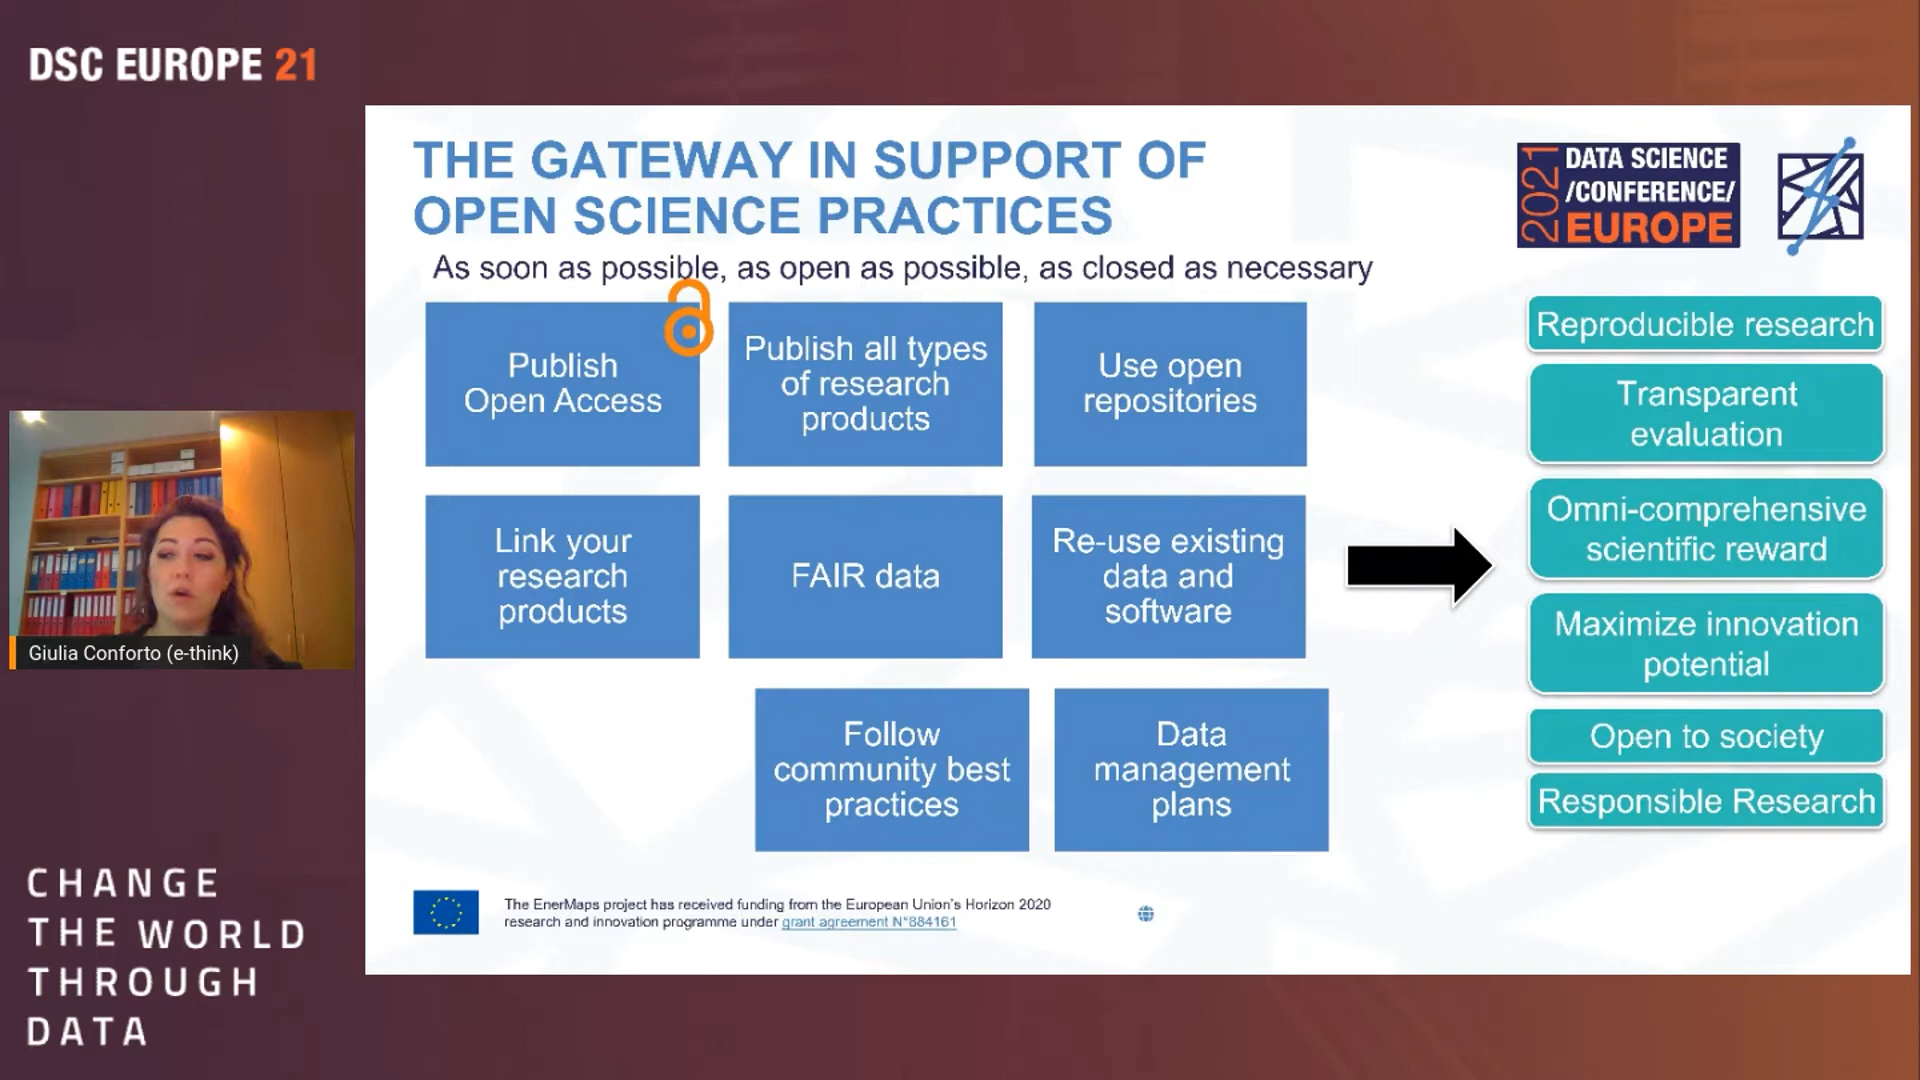 DSC EUROPE 21
THE GATEWAY IN SUPPORT OF
OPEN SCIENCE PRACTICES
As soon as possible, as open as possible, as closed as necessary
2021
DATA SCIENCE
/CONFERENCE/
EUROPE
Publish
Open Access
Publish all types
of research
products
Use open
repositories
Link your
research
products
FAIR data
Re-use existing
data and
software
Follow
community best
practices
Data
management
plans
Reproducible research
Transparent
evaluation
Omni-comprehensive
scientific reward
Maximize innovation
potential
Open to society
Responsible Research
Giulia Conforto (e-think)
CHANGE
THE WORLD
THROUGH
DATA
The EnerMaps project has received funding from the European Union's Horizon 2020
research and innovation programme under grant agreement N°884161